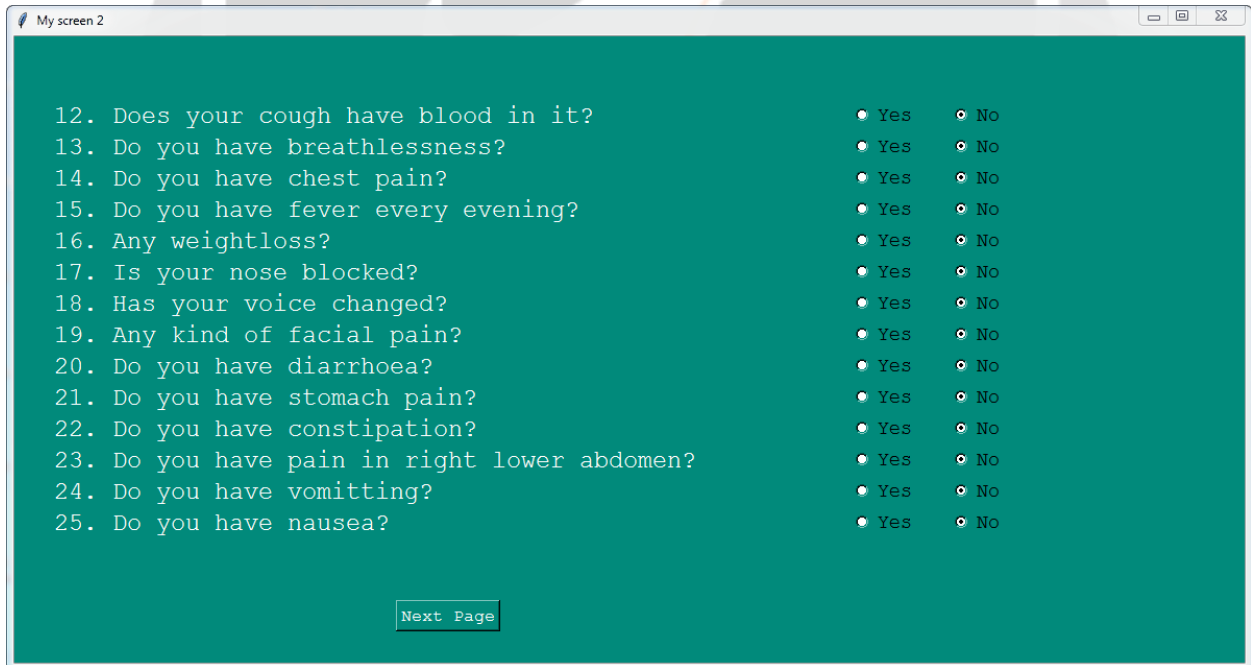 My screen 2
12. Does your cough have blood in it? Yes No
13. Do you have breathlessness? Yes No
14. Do you have chest pain? Yes No
15. Do you have fever every evening? Yes No
16. Any weightloss? Yes No
17. Is your nose blocked? Yes No
18. Has your voice changed? Yes No
19. Any kind of facial pain? Yes No
20. Do you have diarrhoea? Yes No
21. Do you have stomach pain? Yes No
22. Do you have constipation? Yes No
23. Do you have pain in right lower abdomen? Yes No
24. Do you have vomitting? Yes No
25. Do you have nausea? Yes No
Next Page